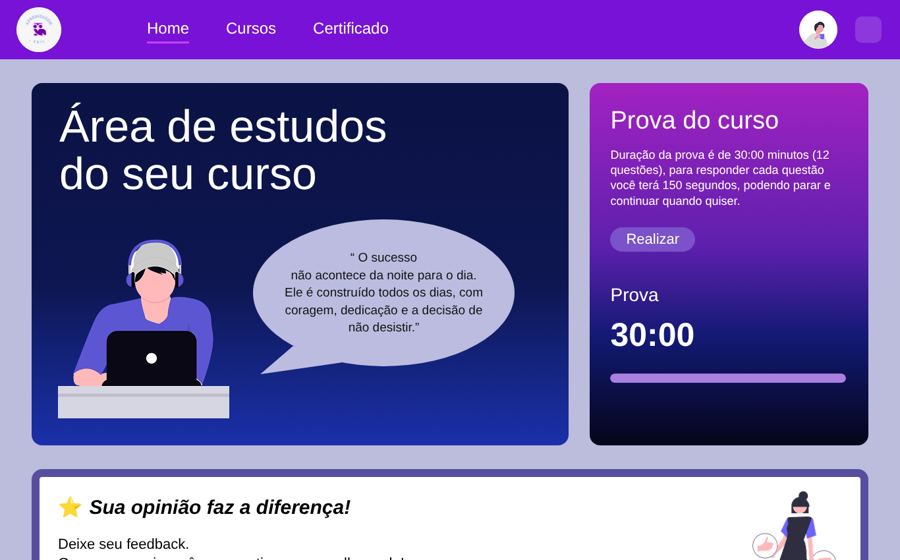 Home Cursos Certificado
Área de estudos
do seu curso
“ O sucesso
não acontece da noite para o dia.
Ele é construído todos os dias, com
coragem, dedicação e a decisão de
não desistir.”
Prova do curso
Duração da prova é de 30:00 minutos (12
questões), para responder cada questão
você terá 150 segundos, podendo parar e
continuar quando quiser.
Realizar
Prova
30:00
Sua opinião faz a diferença!
Deixe seu feedback.